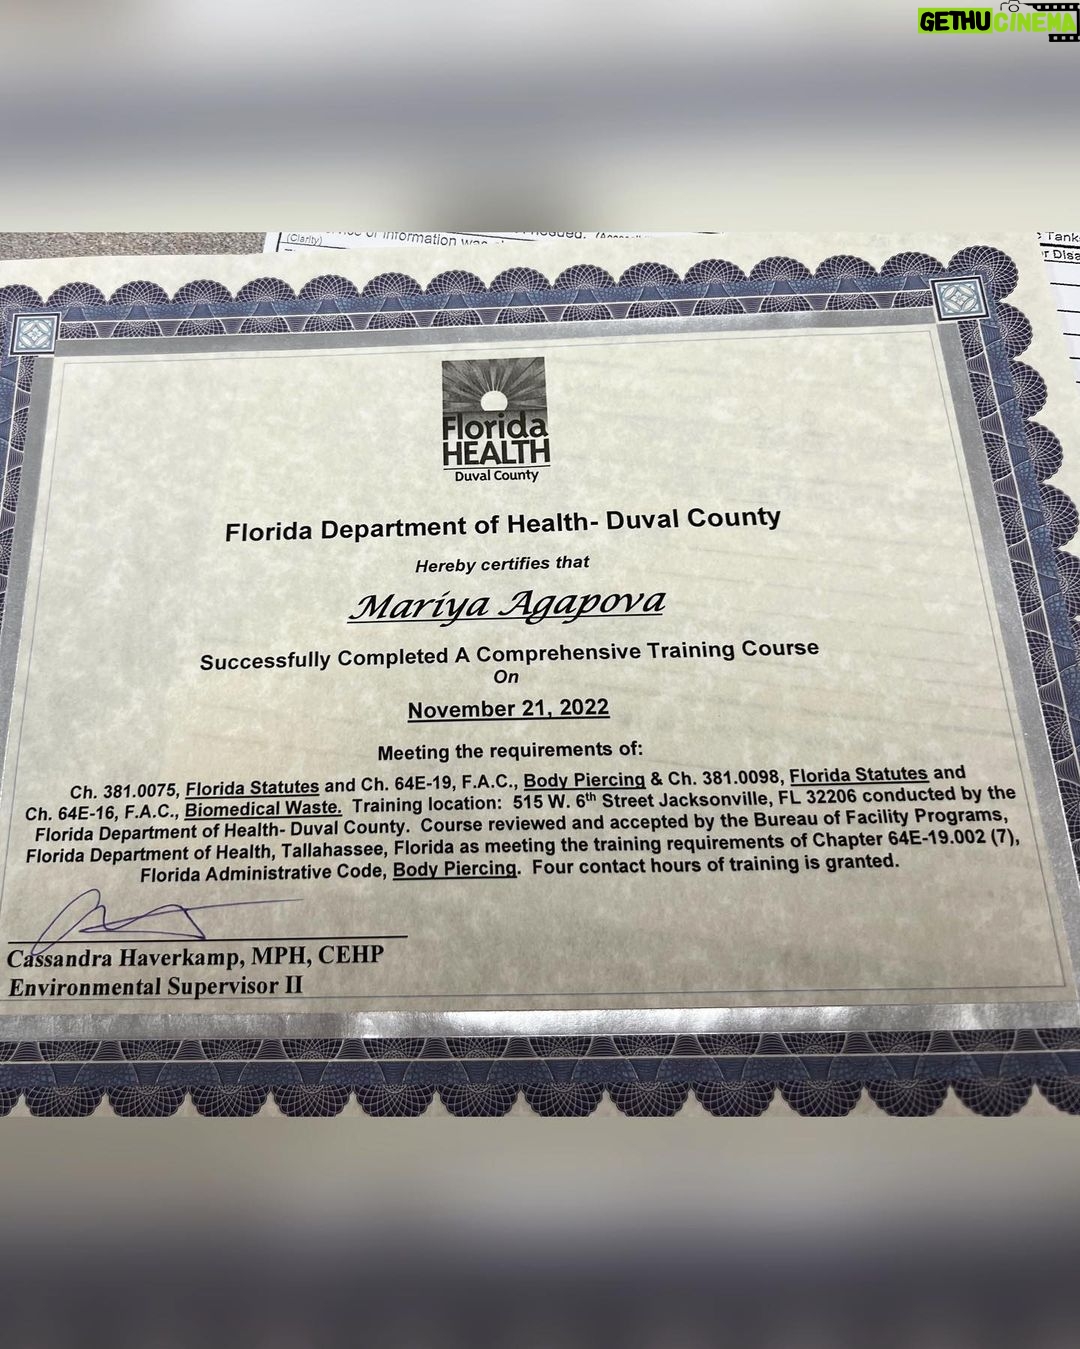 GETHU CINEMA
(Clarity)
of information was
Tank
Florida
HEALTH
Duval County
Florida Department of Health- Duval County
Hereby certifies that
Mariya Agapova
Successfully Completed A Comprehensive Training Course
On
November 21, 2022
Meeting the requirements of:
Ch. 381.0075, Florida Statutes and Ch. 64E-19, F.A.C., Body Piercing & Ch. 381.0098, Florida Statutes and
Ch. 64E-16, F.A.C., Biomedical Waste. Training location: 515 W. 6th Street Jacksonville, FL 32206 conducted by the
Florida Department of Health- Duval County. Course reviewed and accepted by the Bureau of Facility Programs,
Florida Department of Health, Tallahassee, Florida as meeting the training requirements of Chapter 64E-19.002 (7),
Florida Administrative Code, Body Piercing. Four contact hours of training is granted.
Cassandra Haverkamp, MPH, CEHP
Environmental Supervisor II